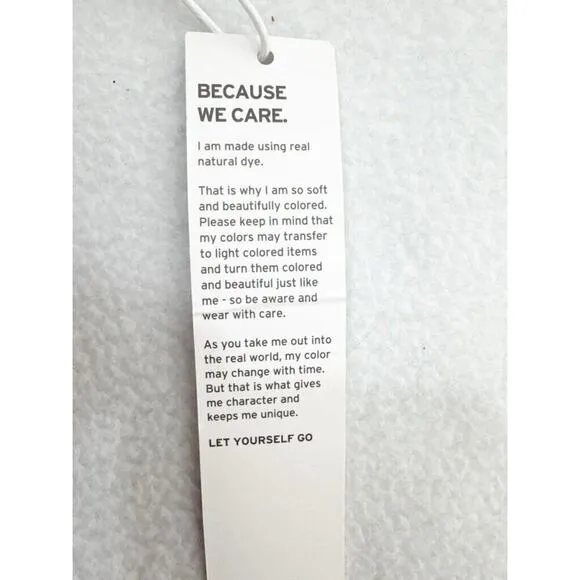 BECAUSE
WE CARE.
I am made using real
natural dye.
That is why I am so soft
and beautifully colored.
Please keep in mind that
my colors may transfer
to light colored items
and turn them colored
and beautiful just like
me - so be aware and
wear with care.
As you take me out into
the real world, my color
may change with time.
But that is what gives
me character and
keeps me unique.
LET YOURSELF GO